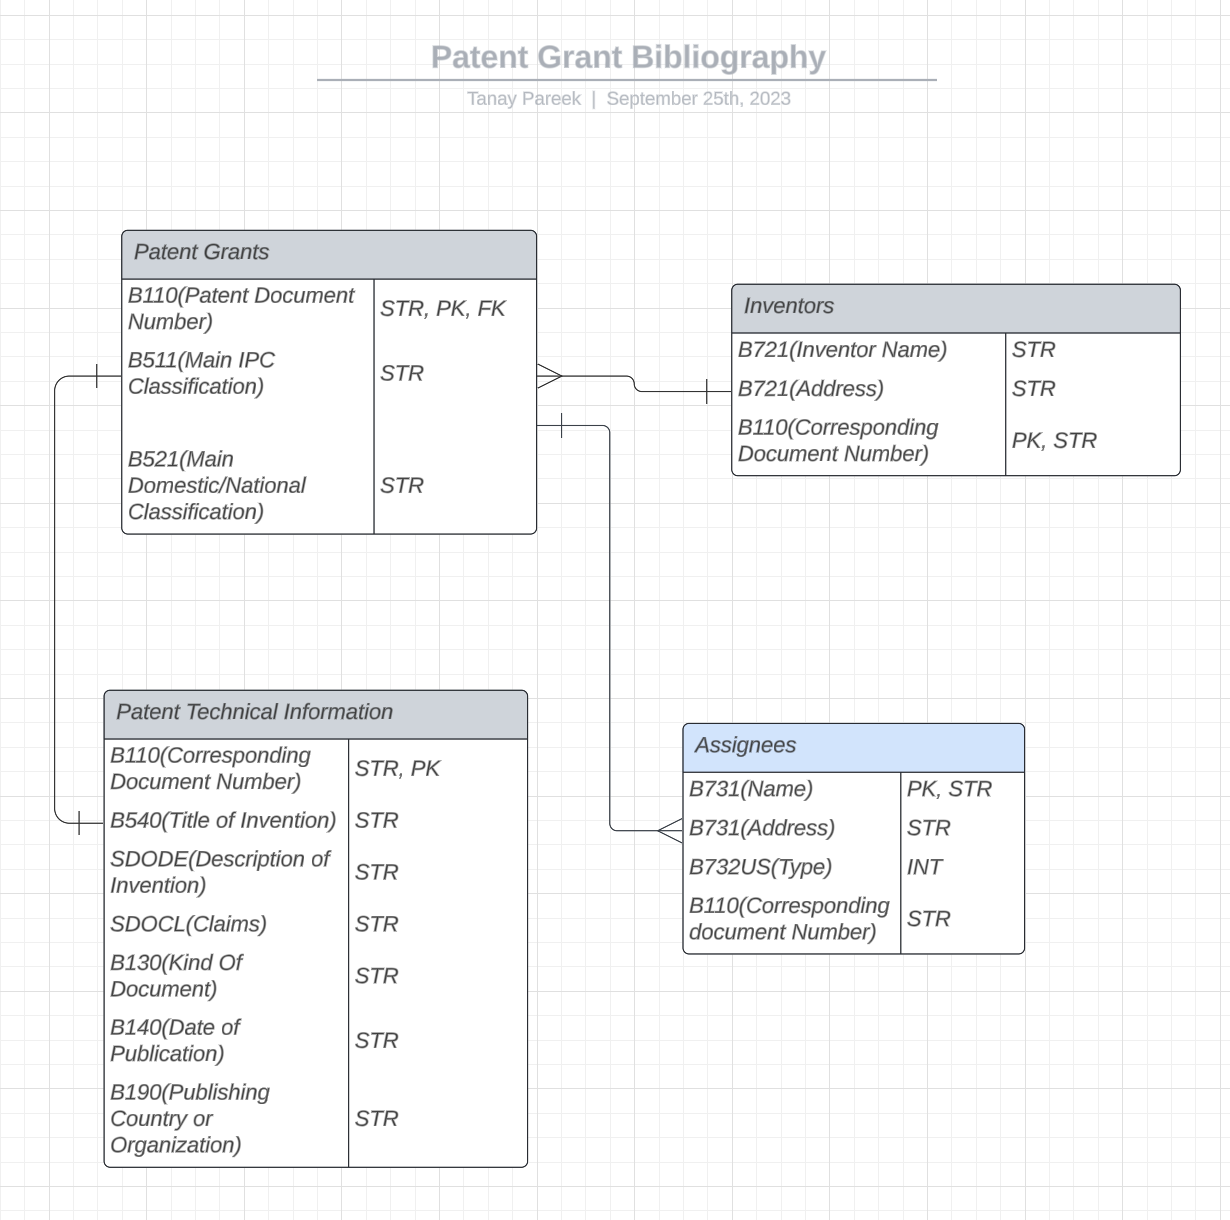 Patent Grant Bibliography
Tanay Pareek | September 25th, 2023
Patent Grants
B110(Patent Document
Number)
STR, PK, FK
B511(Main IPC
Classification)
STR
B521(Main
Domestic/National
Classification)
STR
Inventors
B721(Inventor Name)
STR
B721(Address)
STR
B110(Corresponding
Document Number)
PK, STR
Patent Technical Information
B110(Corresponding
Document Number)
STR, PK
B540(Title of Invention)
STR
SDODE(Description of
Invention)
STR
SDOCL(Claims)
STR
B130(Kind Of
Document)
STR
B140(Date of
Publication)
STR
B190(Publishing
Country or
Organization)
STR
Assignees
B731(Name)
PK, STR
B731(Address)
STR
B732US(Type)
INT
B110(Corresponding
document Number)
STR